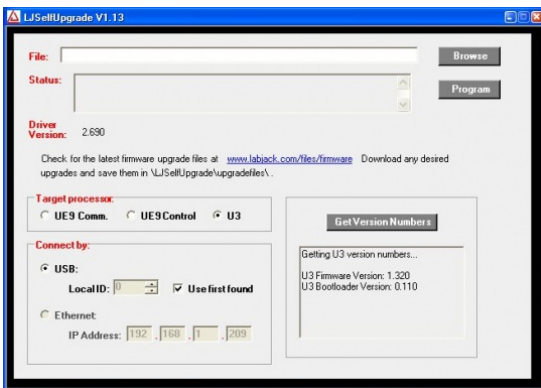 LJSelfUpgrade V1.13
File:
Browse
Status:
Program
Driver
Version: 2.690
Check for the latest firmware upgrade files at www.labjack.com/files/firmware Download any desired
upgrades and save them in \LJSelfUpgrade\upgradefiles\ .
Target processor:
UE9 Comm. UE9Control U3
Get Version Numbers
Connect by:
Getting U3 version numbers...
USB:
U3 Firmware Version: 1.320
U3 Bootloader Version: 0.110
Local ID: 0 Use first found
Ethernet
IP Address: 192 . 168 . 1 . 209